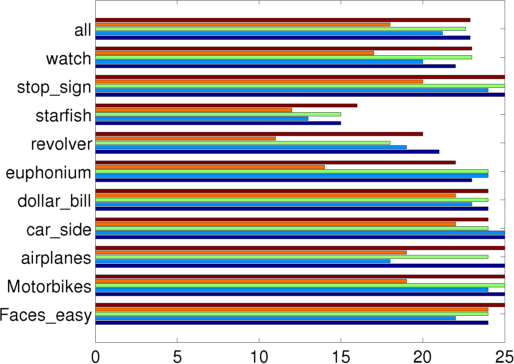 all
watch
stop_sign
starfish
revolver
euphonium
dollar_bill
car_side
airplanes
Motorbikes
Faces_easy
0 5 10 15 20 25